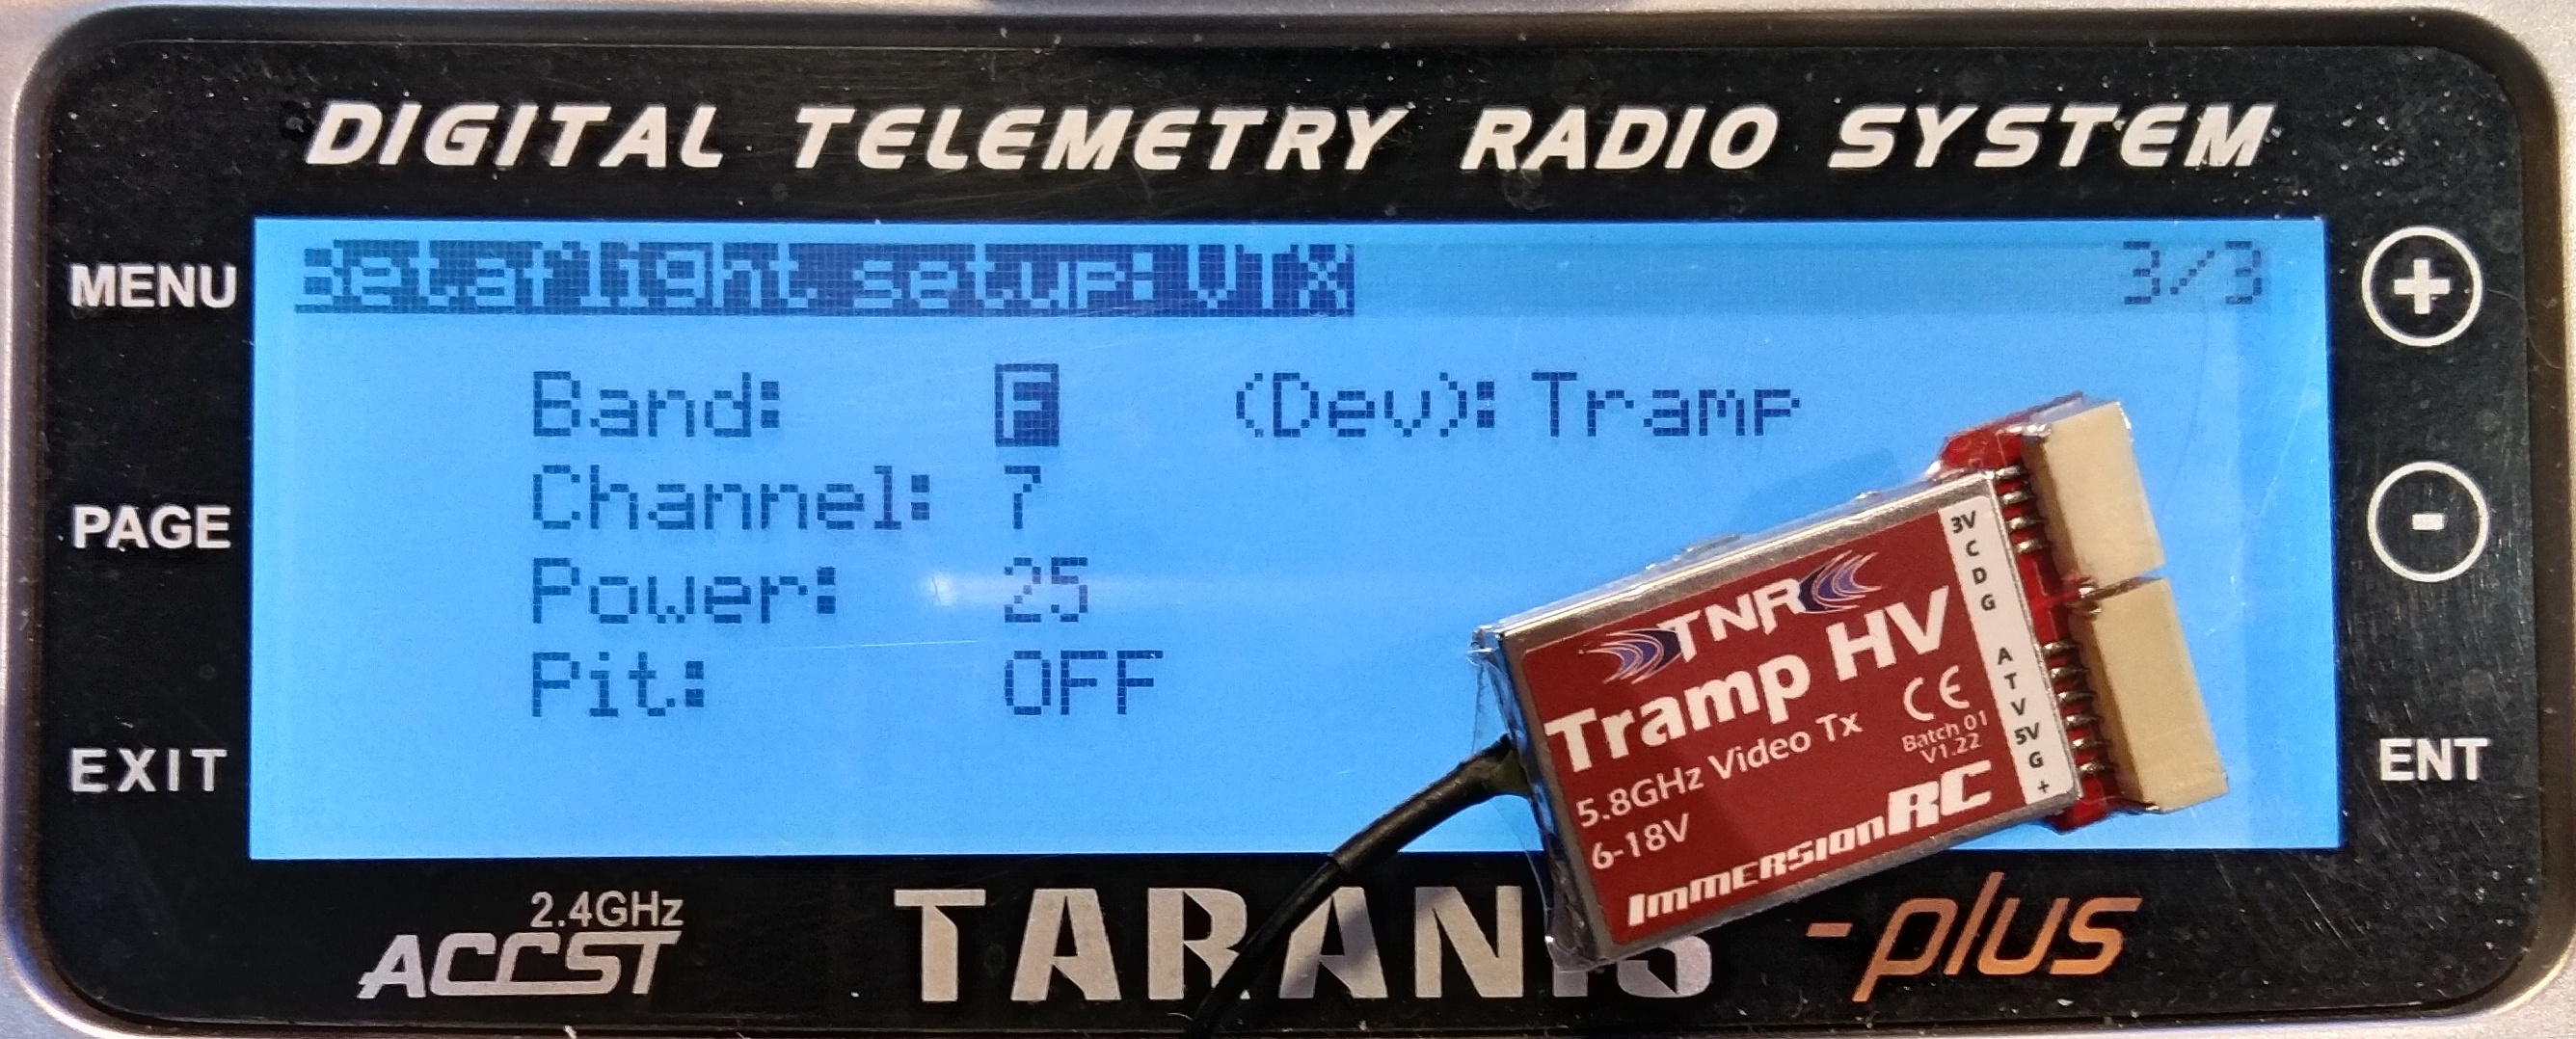 DIGITAL TELEMETRY RADIO SYSTEM
MENU
PAGE
EXIT
Betaflight setup: VTX 3/3
Band: F (Dev): Tramp
Channel: 7
Power: 25
Pit: OFF
+
-
ENT
TNR
Tramp HV
5.8GHz Video Tx
6-18V
CE
Batch 01
V1.22
ImmersionRC
3V
C
D
G
A
T
V
5V
G
+
2.4GHz
ACCST
TARANIS -plus